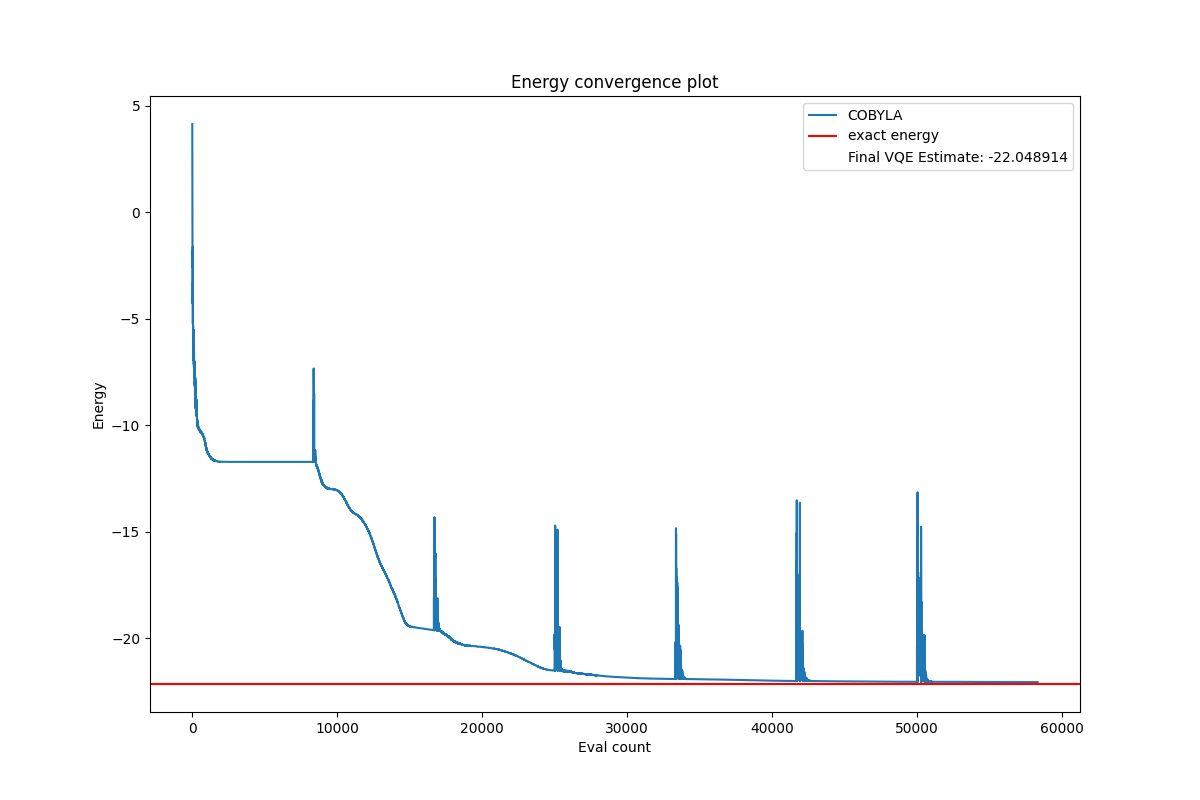 Energy convergence plot
COBYLA
exact energy
Final VQE Estimate: -22.048914
5
0
−5
−10
−15
−20
Energy
0 10000 20000 30000 40000 50000 60000
Eval count